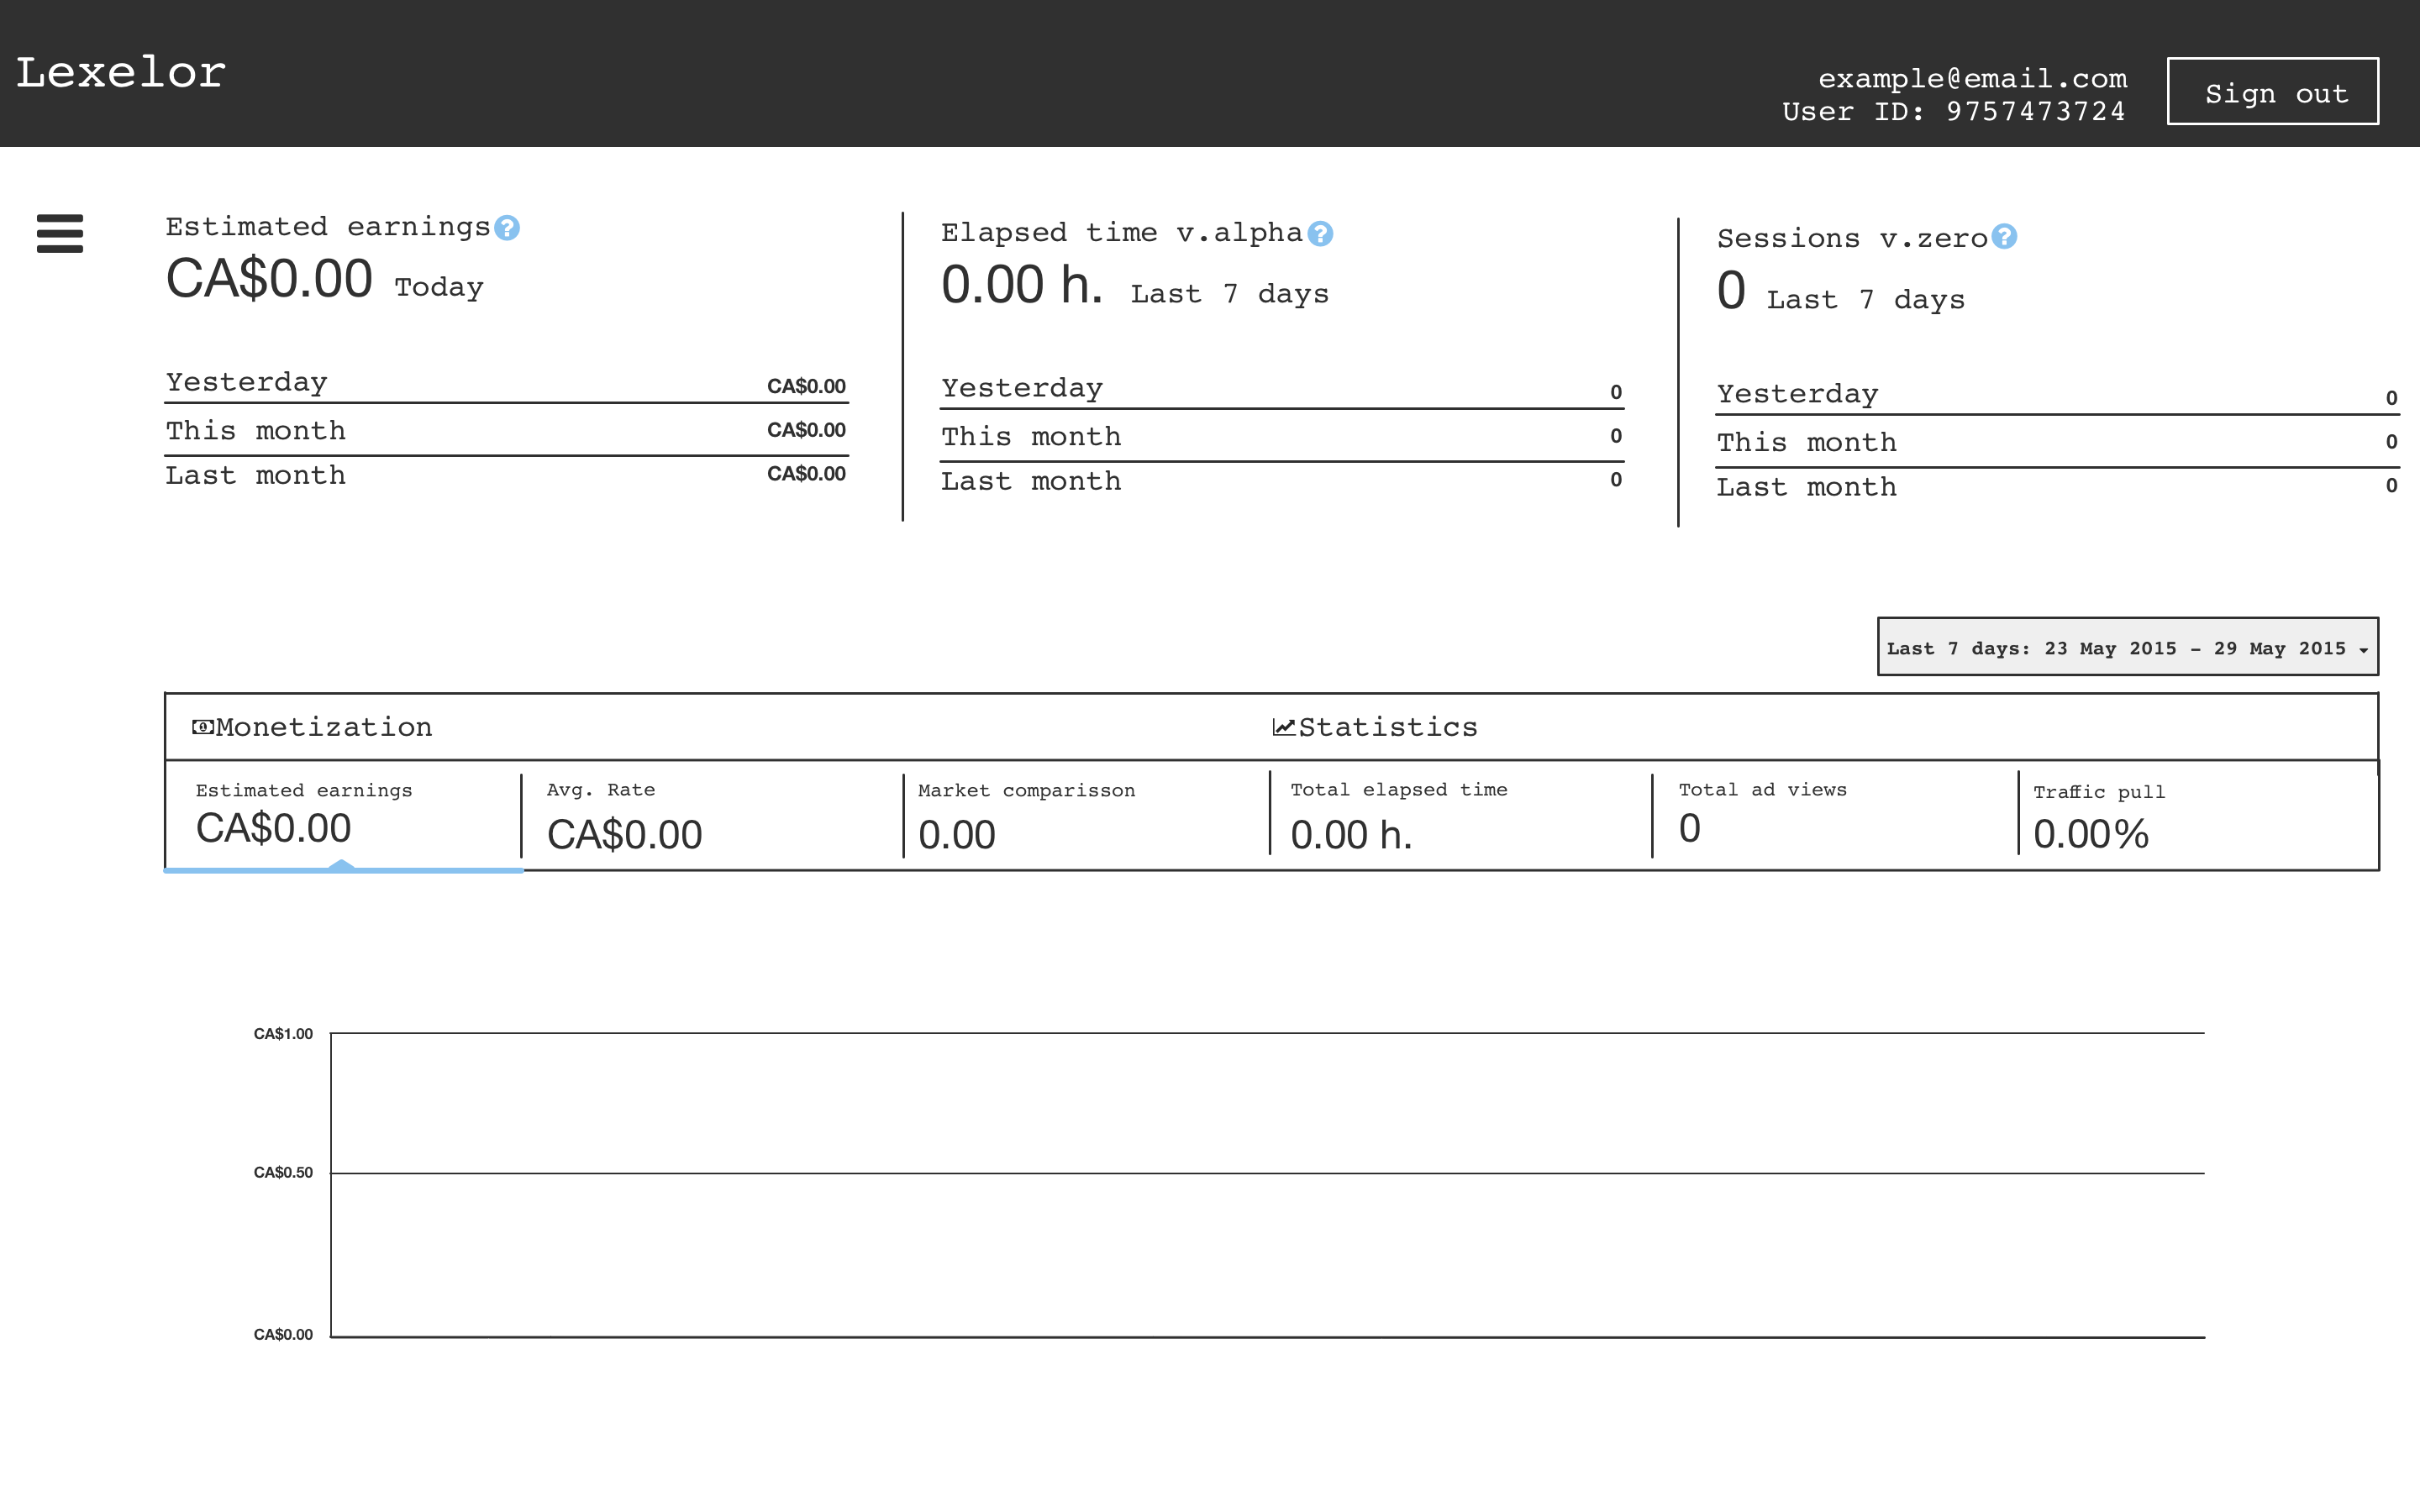 Lexelor
example@email.com
User ID: 9757473724
Sign out
Estimated earnings
CA$0.00 Today
Yesterday CA$0.00
This month CA$0.00
Last month CA$0.00
Elapsed time v.alpha
0.00 h. Last 7 days
Yesterday 0
This month 0
Last month 0
Sessions v.zero
0 Last 7 days
Yesterday 0
This month 0
Last month 0
Last 7 days: 23 May 2015 - 29 May 2015
Monetization
Statistics
Estimated earnings
CA$0.00
Avg. Rate
CA$0.00
Market comparisson
0.00
Total elapsed time
0.00 h.
Total ad views
0
Traffic pull
0.00%
CA$1.00
CA$0.50
CA$0.00